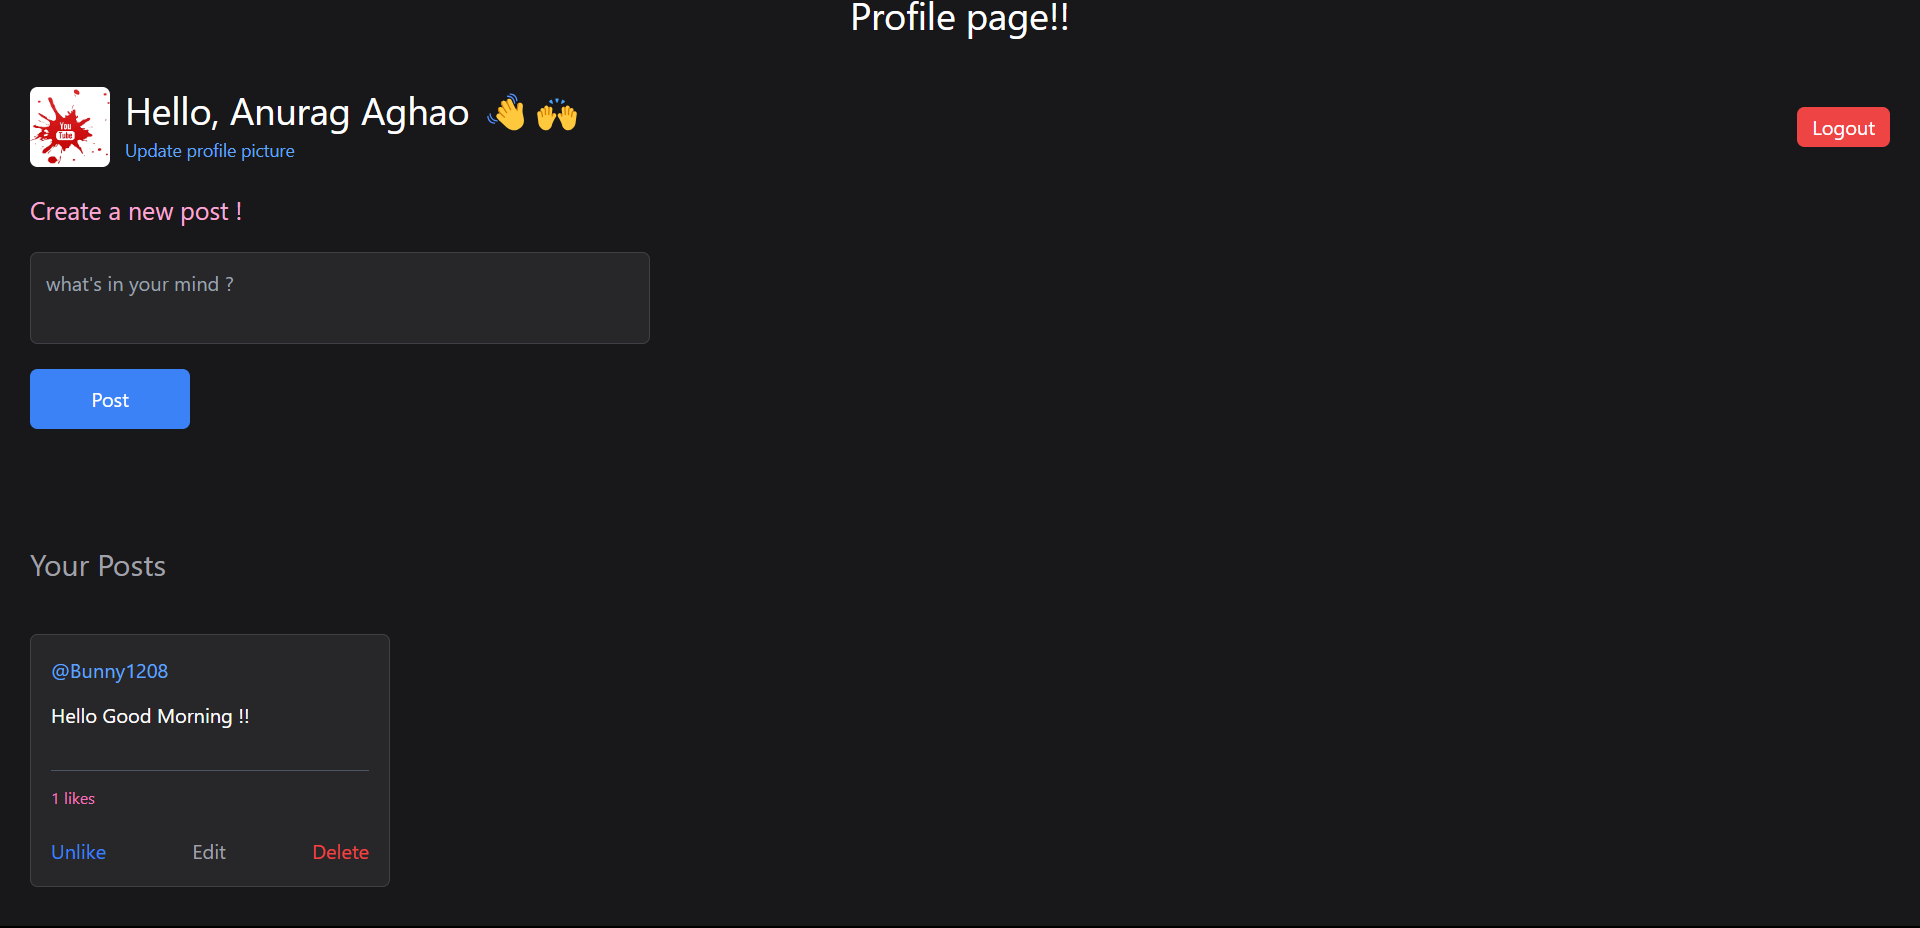 Profile page!!
Hello, Anurag Aghao 👋 🙌
Update profile picture
You
Tube
Logout
Create a new post !
what's in your mind ?
Post
Your Posts
@Bunny1208
Hello Good Morning !!
1 likes
Unlike Edit Delete